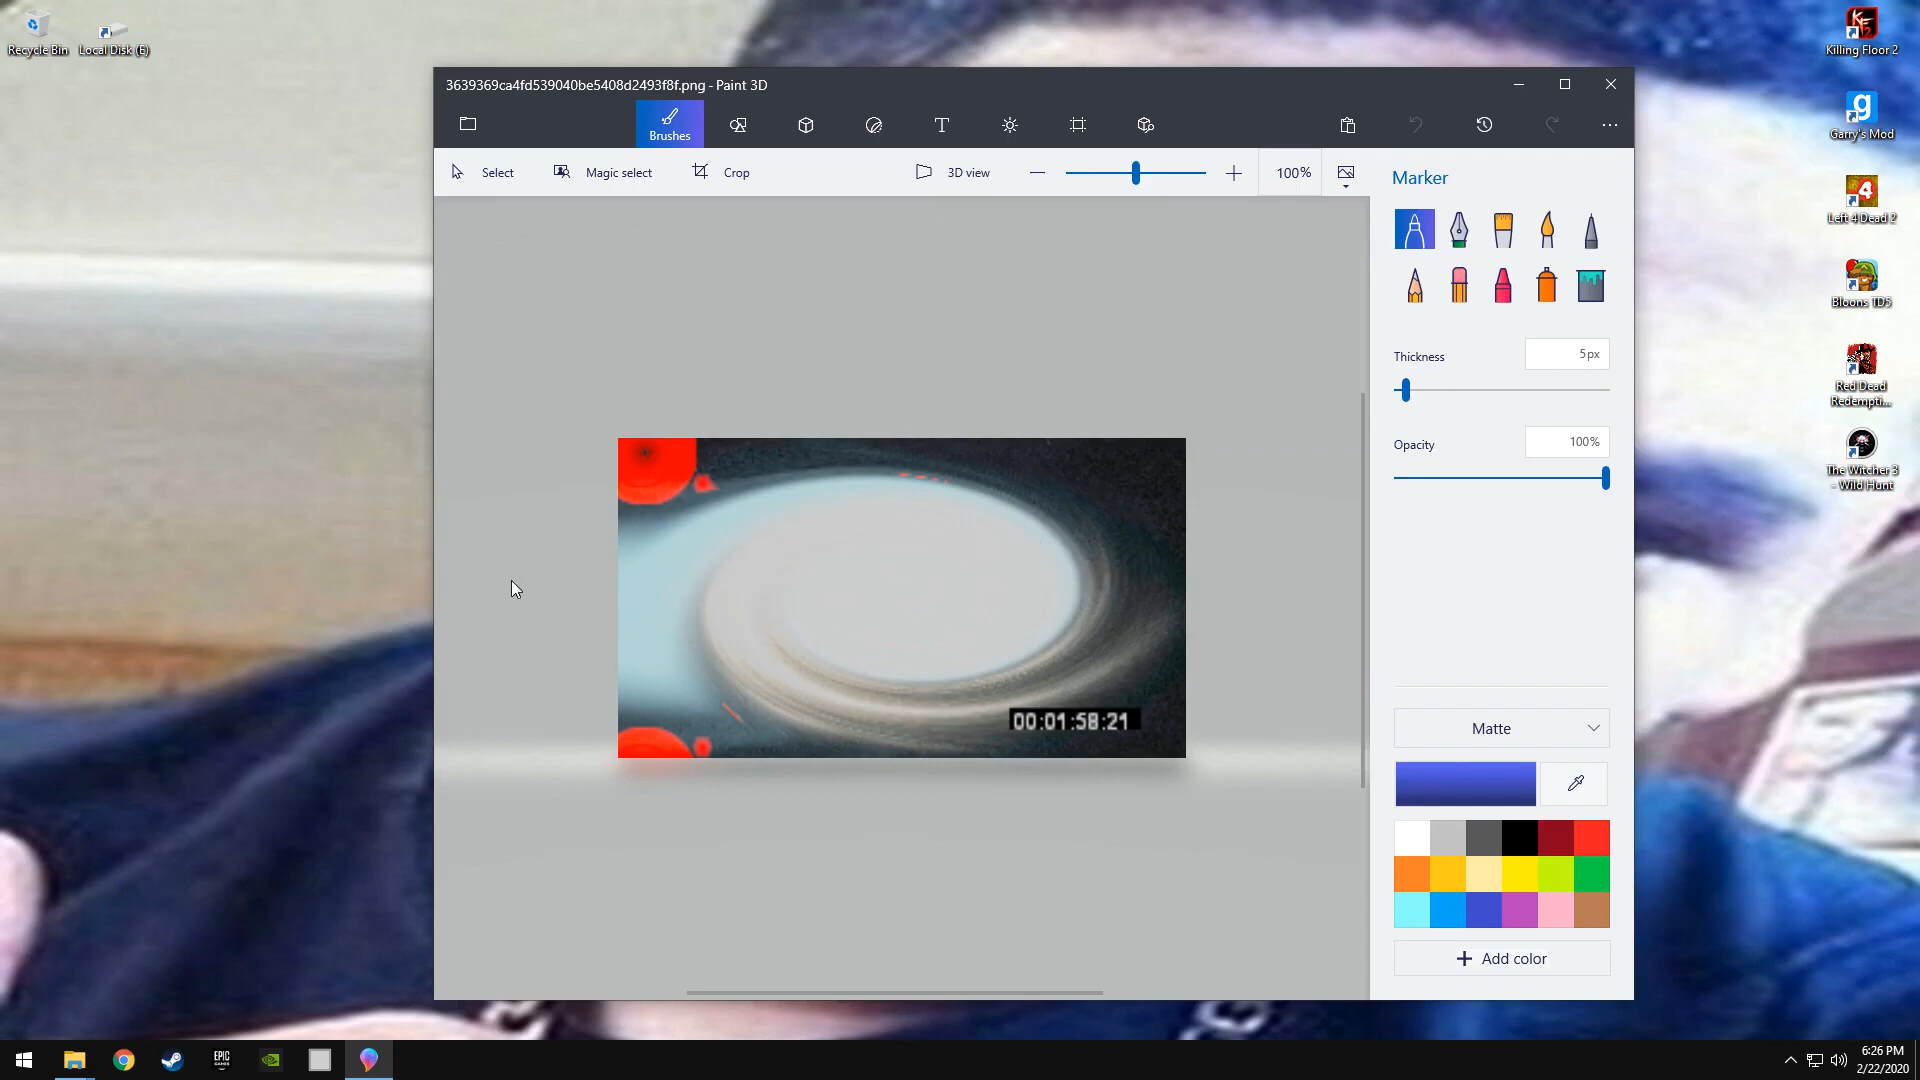 Recycle Bin
Local Disk (E)
Killing Floor 2
Garry's Mod
Left 4 Dead 2
Bloons TD5
Red Dead
Redempti...
The Witcher 3
- Wild Hunt
3639369ca4fd539040be5408d2493f8f.png - Paint 3D
Brushes
Select
Magic select
Crop
3D view
100%
Marker
Thickness
5px
Opacity
100%
00:01:58:21
Matte
Add color
EPIC
GAMES
6:26 PM
2/22/2020